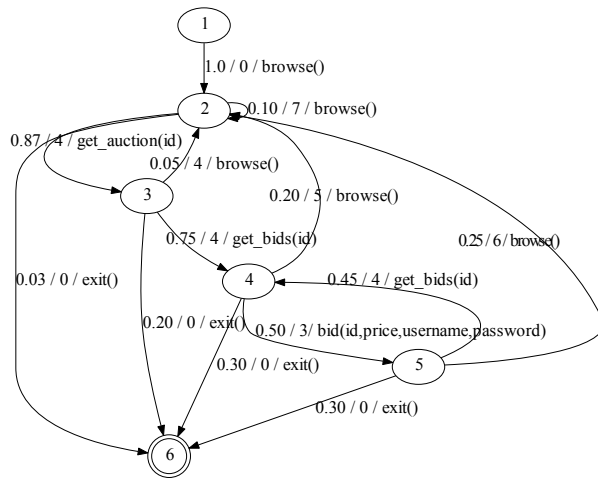 1
1.0 / 0 / browse()
2
0.10 / 7 / browse()
0.87 / 4 / get_auction(id)
0.05 / 4 / browse()
3
0.20 / 5 / browse()
0.75 / 4 / get_bids(id)
0.25 / 6 / browse()
0.03 / 0 / exit()
4
0.45 / 4 / get_bids(id)
0.20 / 0 / exit()
0.50 / 3/ bid(id,price,username,password)
0.30 / 0 / exit()
5
0.30 / 0 / exit()
6